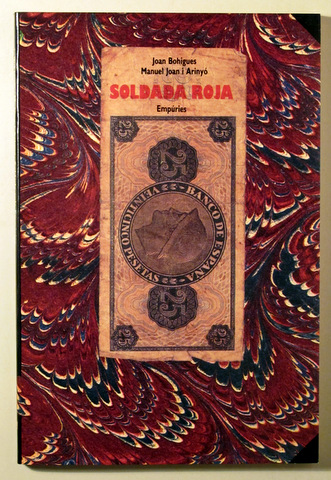 Joan Bohigues
Manuel Joan i Arinyó
SOLDADA ROJA
Empúries
25
BANCO DE ESPAÑA
VEINTICINCO PESETAS
25